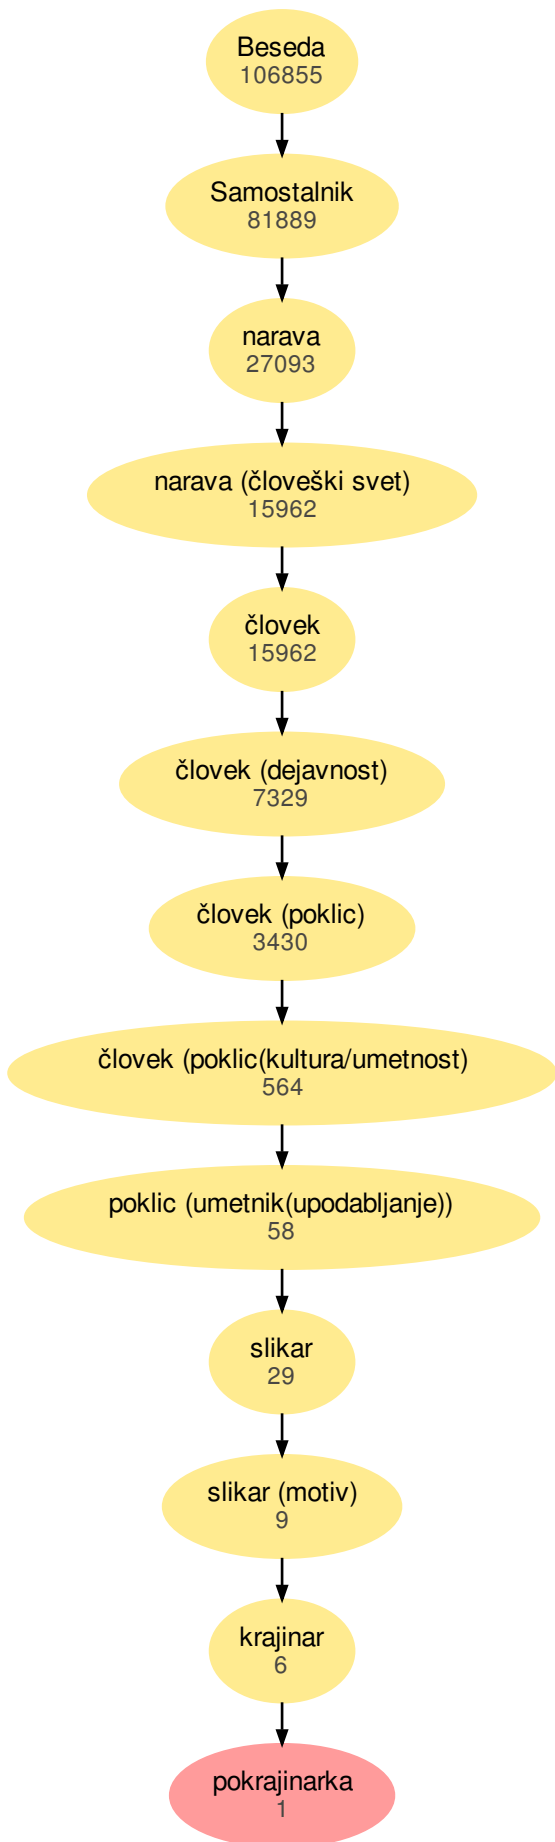 Beseda
106855
Samostalnik
81889
narava
27093
narava (človeški svet)
15962
človek
15962
človek (dejavnost)
7329
človek (poklic)
3430
človek (poklic(kultura/umetnost)
564
poklic (umetnik(upodabljanje))
58
slikar
29
slikar (motiv)
9
krajinar
6
pokrajinarka
1